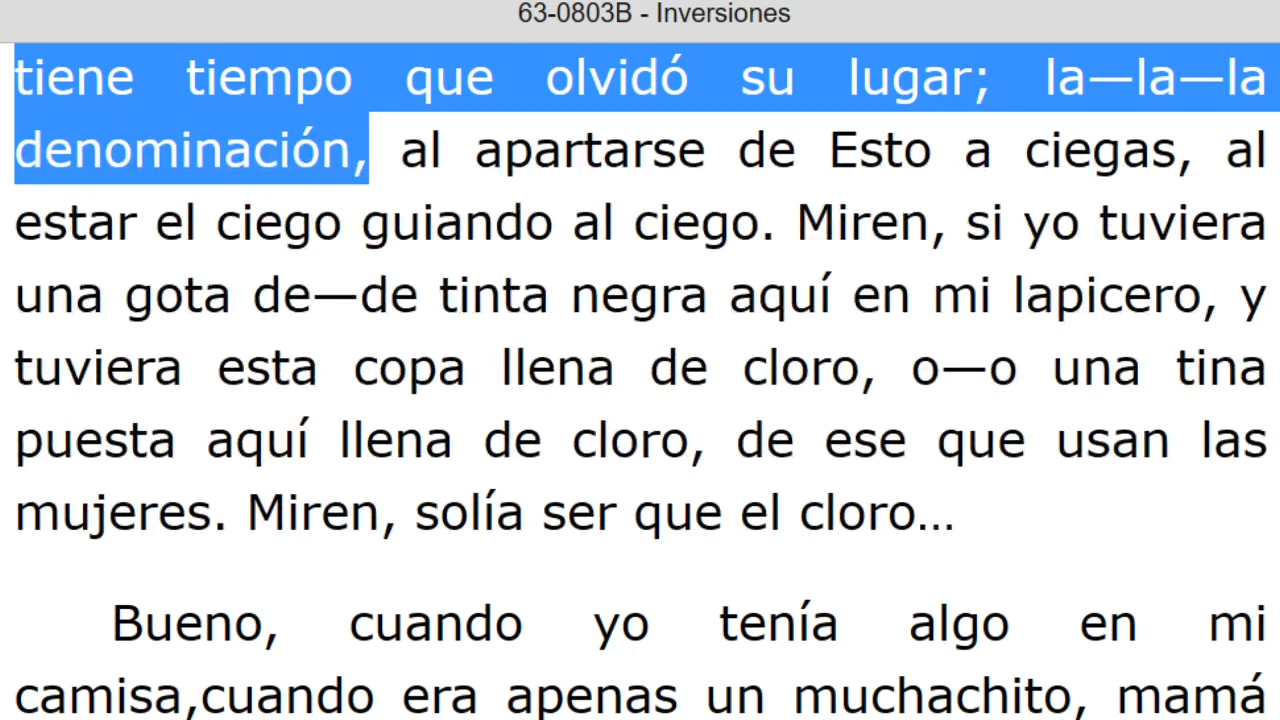 63-0803B - Inversiones
tiene tiempo que olvidó su lugar; la—la—la
denominación, al apartarse de Esto a ciegas, al
estar el ciego guiando al ciego. Miren, si yo tuviera
una gota de—de tinta negra aquí en mi lapicero, y
tuviera esta copa llena de cloro, o—o una tina
puesta aquí llena de cloro, de ese que usan las
mujeres. Miren, solía ser que el cloro...
Bueno, cuando yo tenía algo en mi
camisa,cuando era apenas un muchachito, mamá